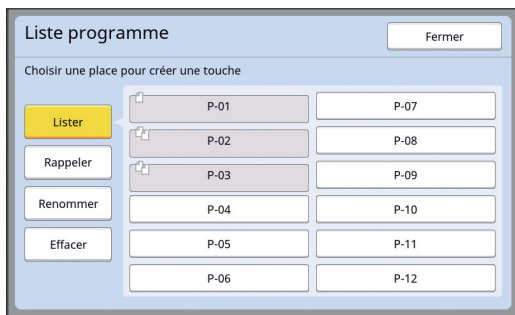 Liste programme
Fermer
Choisir une place pour créer une touche
Lister
Rappeler
Renommer
Effacer
P-01
P-02
P-03
P-04
P-05
P-06
P-07
P-08
P-09
P-10
P-11
P-12